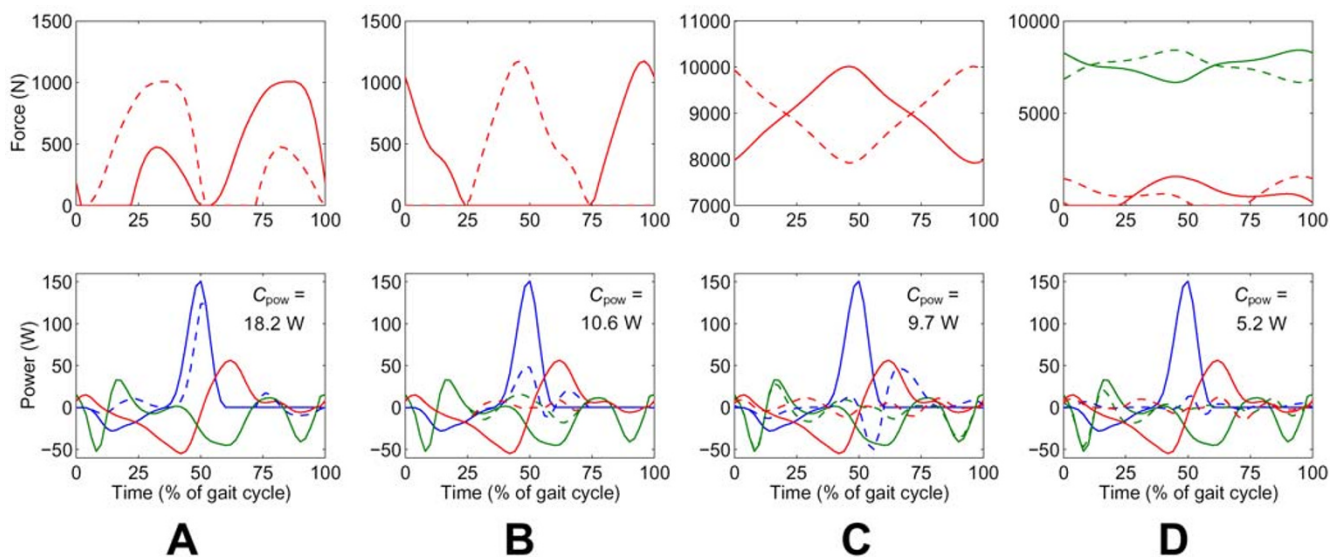 1500
1000
500
0
Force (N)
0 25 50 75 100
1500
1000
500
0
0 25 50 75 100
10000
9000
8000
7000
0 25 50 75 100
10000
5000
0
0 25 50 75 100
150
100
50
0
−50
Power (W)
Cpow =
18.2 W
0 25 50 75 100
Time (% of gait cycle)
150
100
50
0
−50
Cpow =
10.6 W
0 25 50 75 100
Time (% of gait cycle)
150
100
50
0
−50
Cpow =
9.7 W
0 25 50 75 100
Time (% of gait cycle)
150
100
50
0
−50
Cpow =
5.2 W
0 25 50 75 100
Time (% of gait cycle)
A B C D